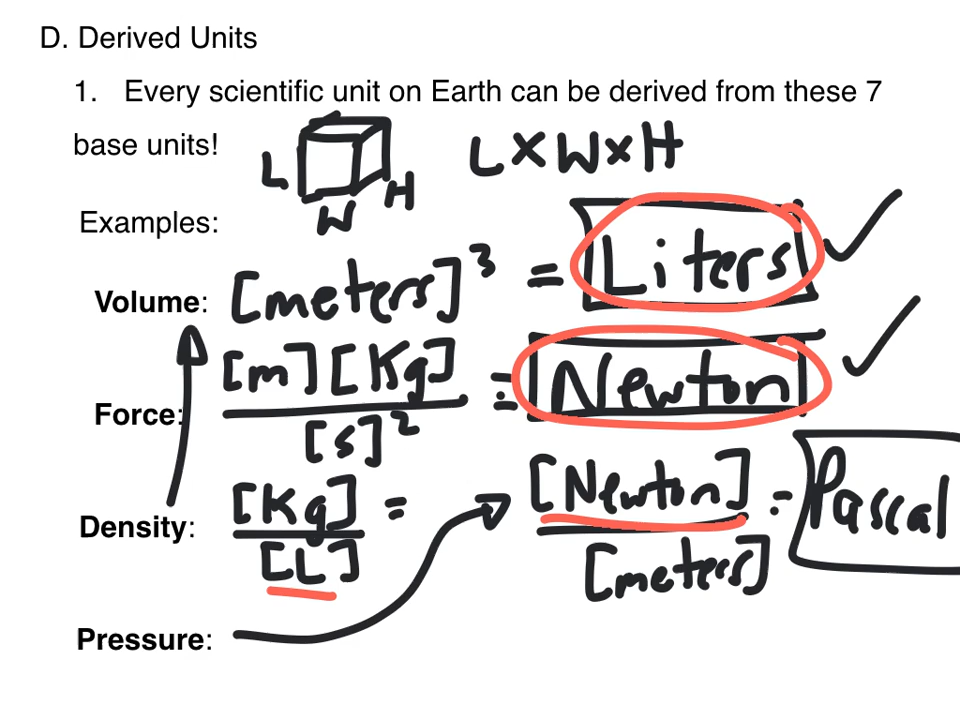 D. Derived Units
1. Every scientific unit on Earth can be derived from these 7
base units!
L W H L X W X H
Examples:
Volume: [meters]³ = Liters
Force: [m][Kg] / [s]² = Newton
Density: [Kg] / [L] =
[Newton] / [meters] = Pascal
Pressure: